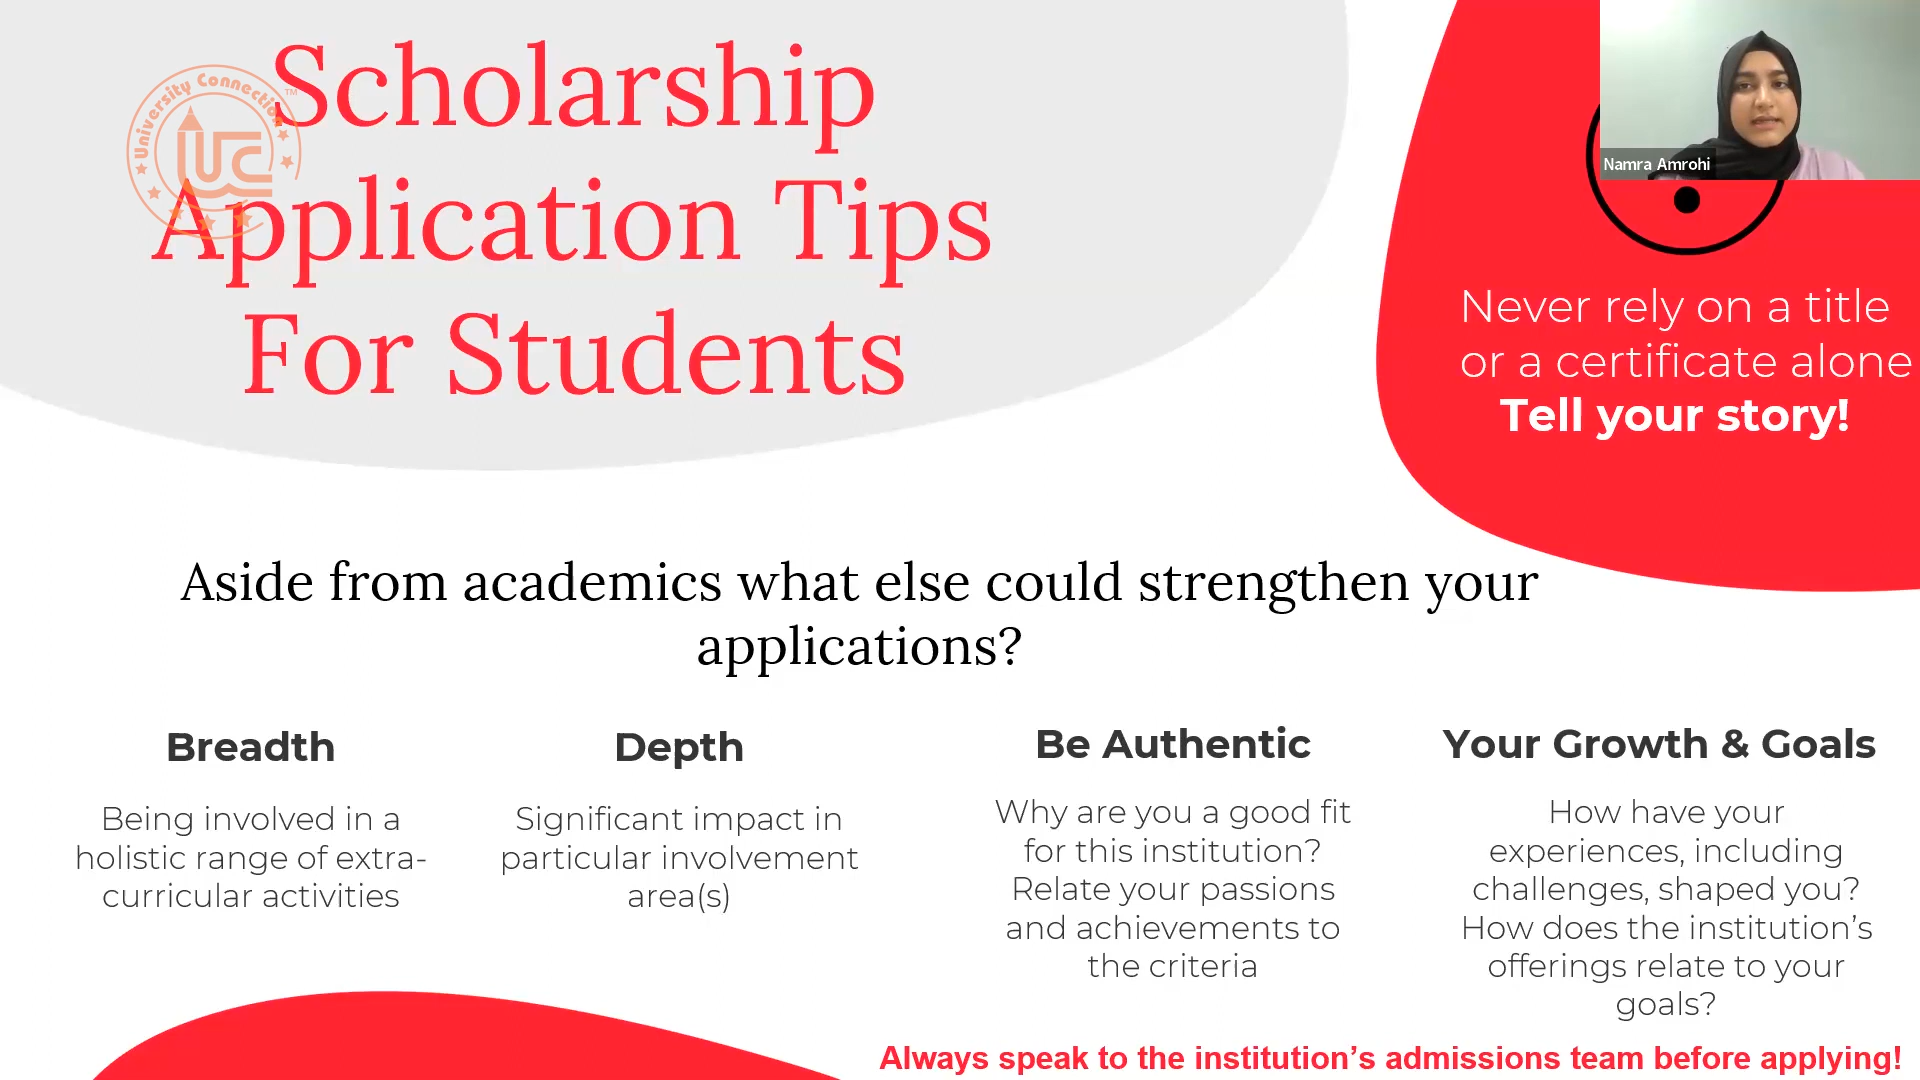 Scholarship
Application Tips
For Students
University Connection
TM
UC
Namra Amrohi
Never rely on a title
or a certificate alone
Tell your story!
Aside from academics what else could strengthen your
applications?
Breadth
Being involved in a
holistic range of extra-
curricular activities
Depth
Significant impact in
particular involvement
area(s)
Be Authentic
Why are you a good fit
for this institution?
Relate your passions
and achievements to
the criteria
Your Growth & Goals
How have your
experiences, including
challenges, shaped you?
How does the institution’s
offerings relate to your
goals?
Always speak to the institution’s admissions team before applying!